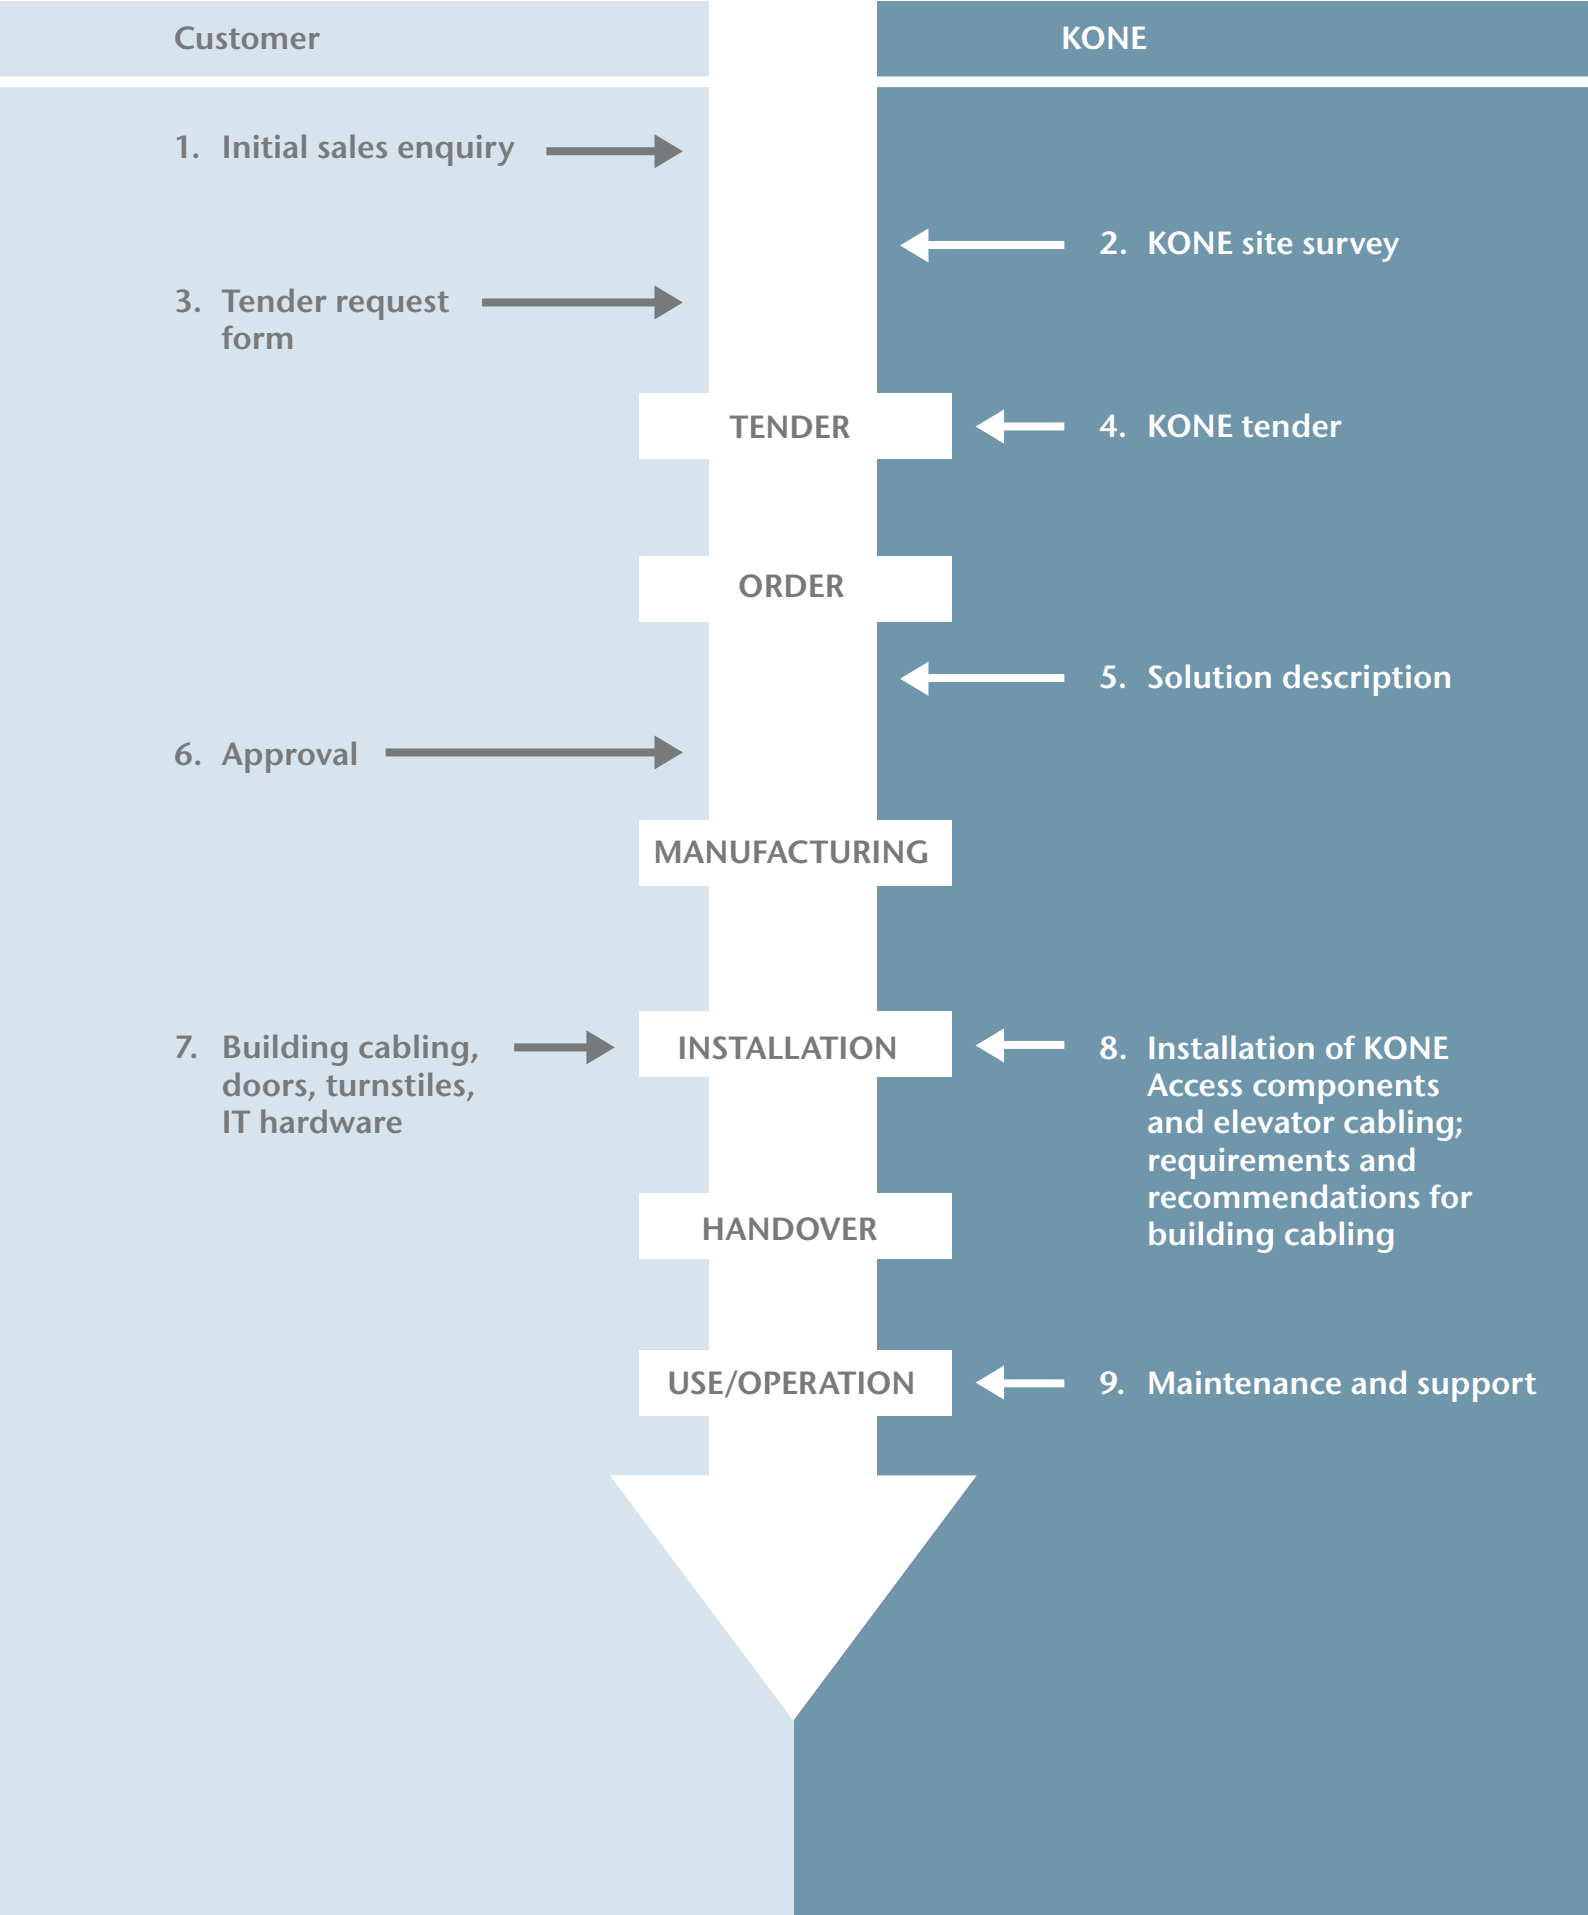 Customer
KONE
1. Initial sales enquiry
2. KONE site survey
3. Tender request
form
TENDER
4. KONE tender
ORDER
5. Solution description
6. Approval
MANUFACTURING
7. Building cabling,
doors, turnstiles,
IT hardware
INSTALLATION
8. Installation of KONE
Access components
and elevator cabling;
requirements and
recommendations for
building cabling
HANDOVER
USE/OPERATION
9. Maintenance and support